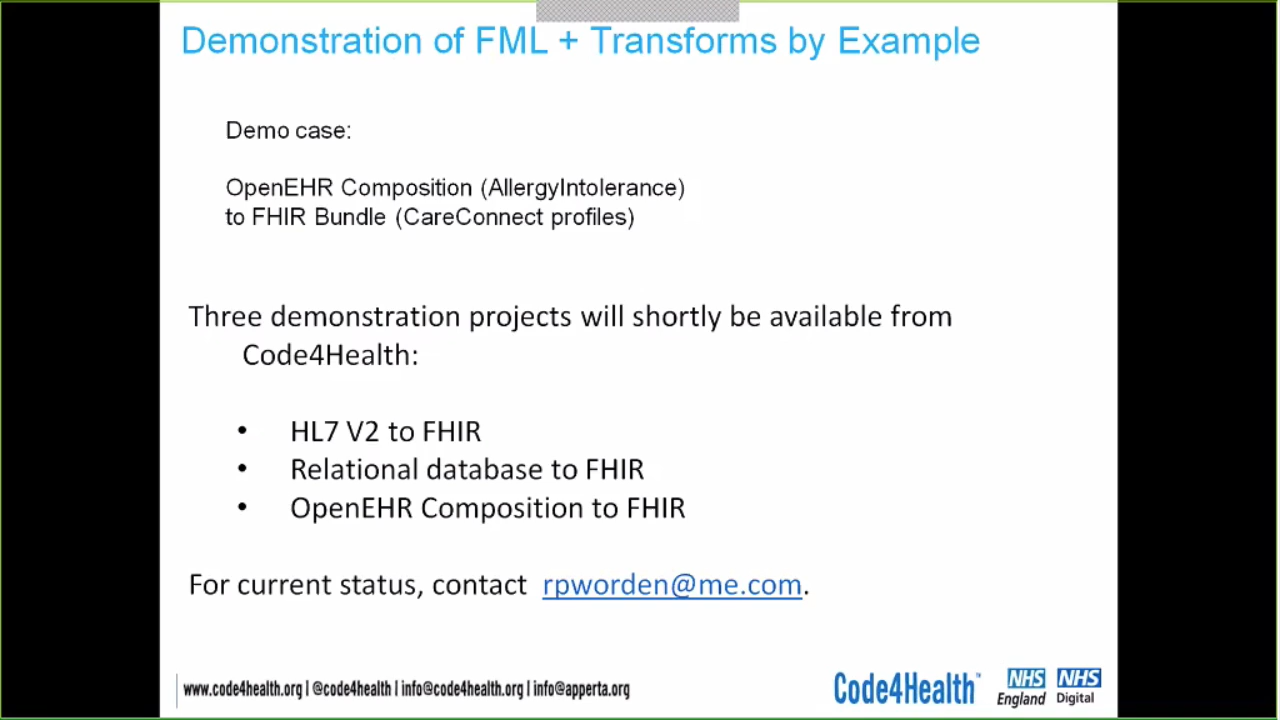 Demonstration of FML + Transforms by Example
Demo case:
OpenEHR Composition (AllergyIntolerance)
to FHIR Bundle (CareConnect profiles)
Three demonstration projects will shortly be available from
Code4Health:
• HL7 V2 to FHIR
• Relational database to FHIR
• OpenEHR Composition to FHIR
For current status, contact rpworden@me.com.
www.code4health.org | @code4health | info@code4health.org | info@apperta.org
Code4Health™
NHS
England
NHS
Digital